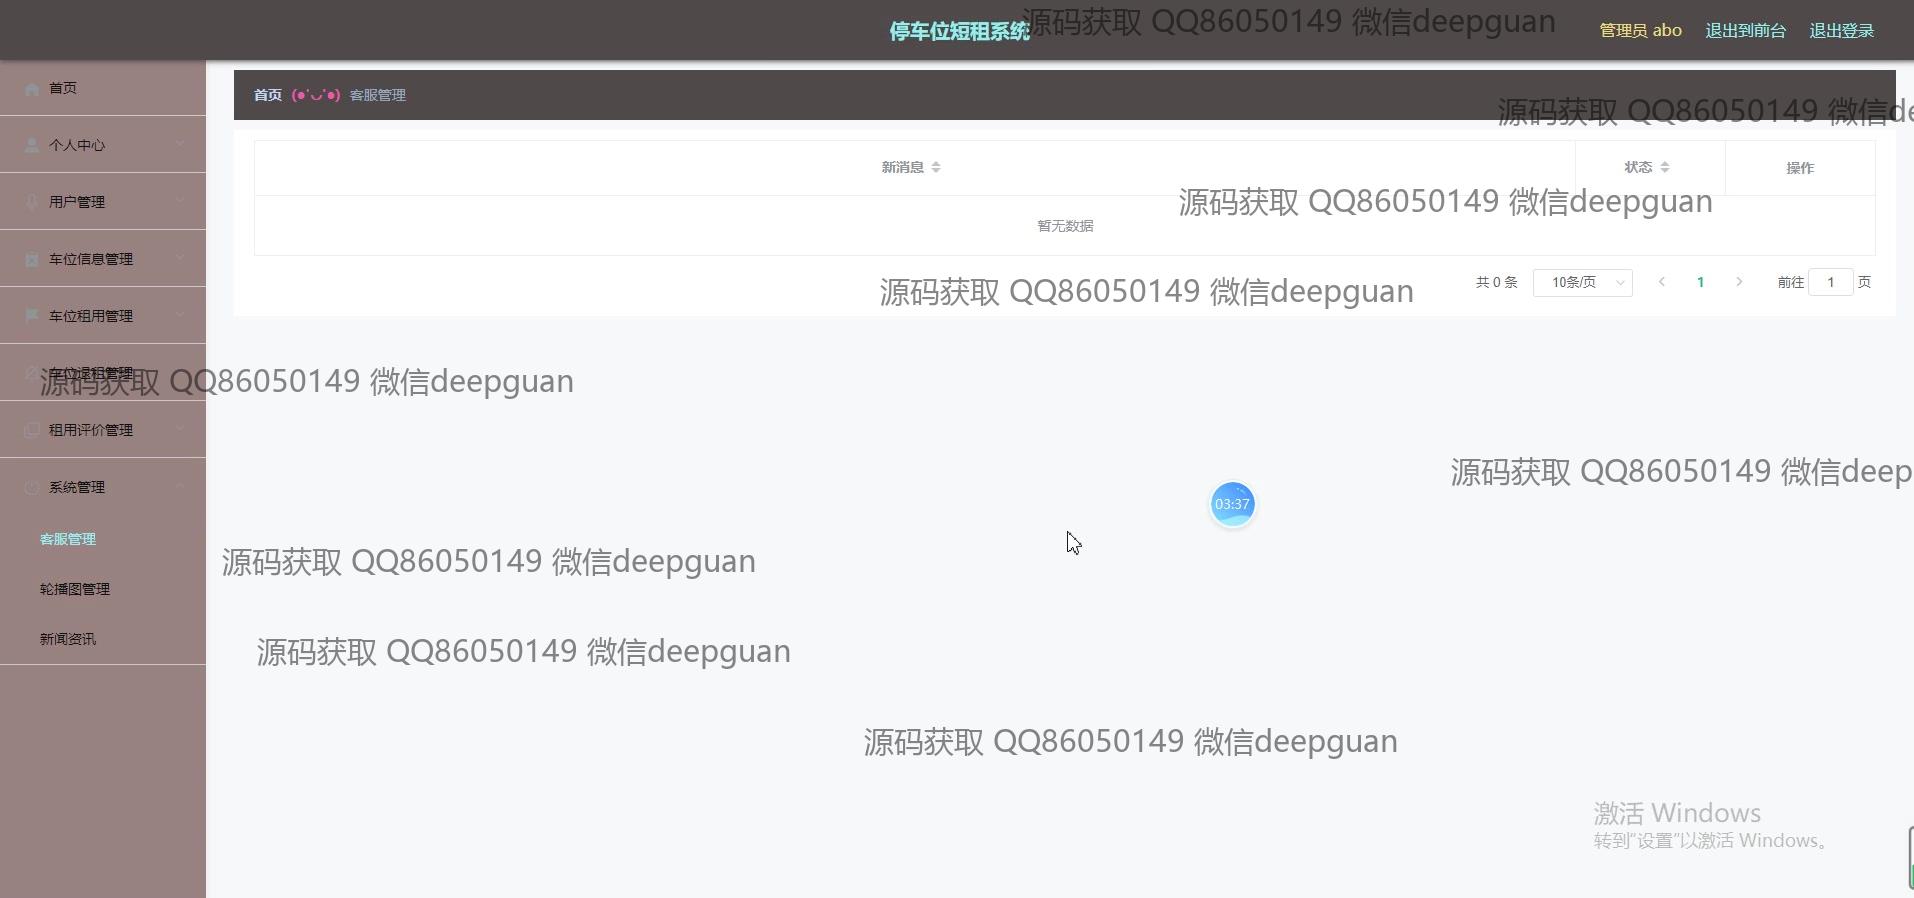 停车位短租系统
源码获取 QQ86050149 微信deepguan
管理员 abo
退出到前台
退出登录
首页
个人中心
用户管理
车位信息管理
车位租用管理
车位退租管理
租用评价管理
系统管理
客服管理
轮播图管理
新闻资讯
首页 (●'◡'●) 客服管理
源码获取 QQ86050149 微信de
新消息
状态
操作
源码获取 QQ86050149 微信deepguan
暂无数据
共 0 条
10条/页
1
前往 1 页
源码获取 QQ86050149 微信deepguan
源码获取 QQ86050149 微信deepguan
源码获取 QQ86050149 微信deep
03:37
源码获取 QQ86050149 微信deepguan
源码获取 QQ86050149 微信deepguan
源码获取 QQ86050149 微信deepguan
激活 Windows
转到"设置"以激活 Windows。